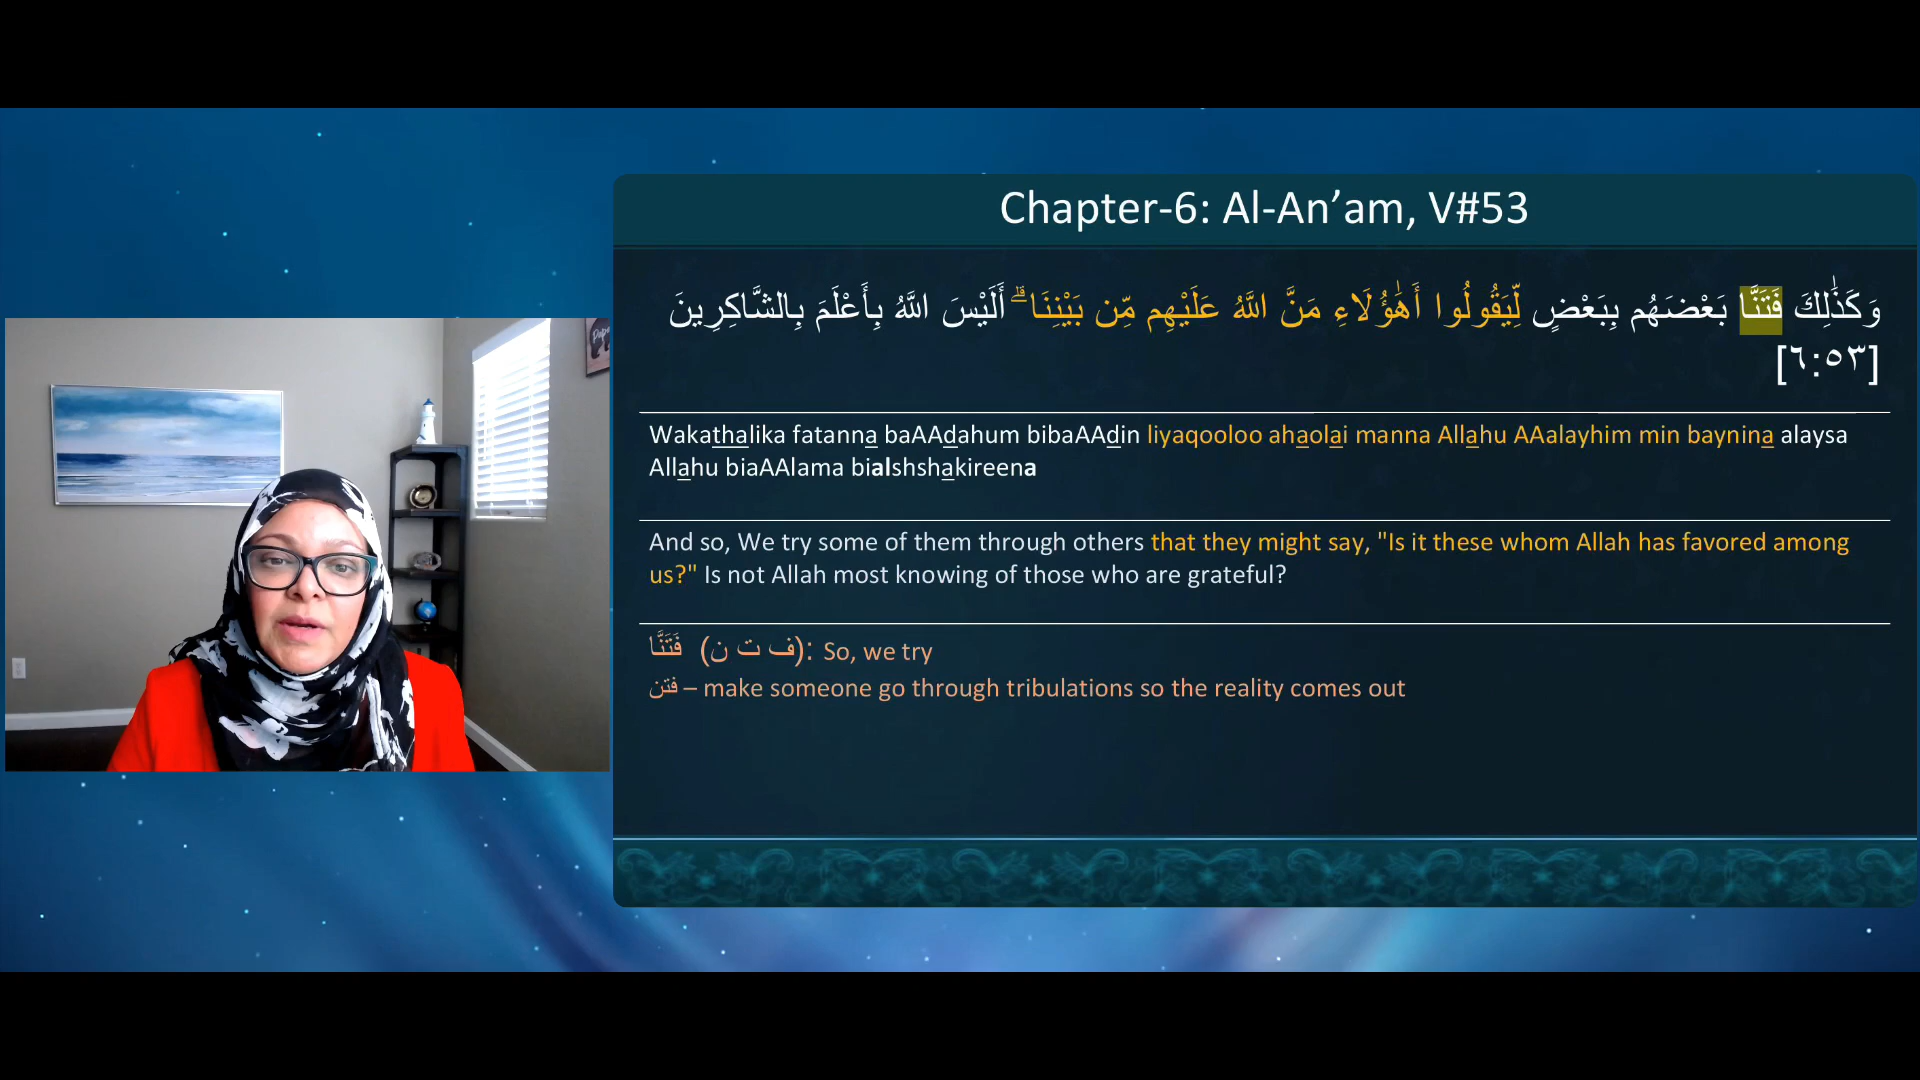 Chapter-6: Al-An’am, V#53
وَكَذَٰلِكَ فَتَنَّا بَعْضَهُم بِبَعْضٍ لِّيَقُولُوا أَهَٰؤُلَاءِ مَنَّ اللَّهُ عَلَيْهِم مِّن بَيْنِنَا ۗ أَلَيْسَ اللَّهُ بِأَعْلَمَ بِالشَّاكِرِينَ
[٦:٥٣]
Wakathalika fatanna baAAdahum bibaAAdin liyaqooloo ahaolai manna Allahu AAalayhim min baynina alaysa
Allahu biaAAlama bialshshakireena
And so, We try some of them through others that they might say, "Is it these whom Allah has favored among
us?" Is not Allah most knowing of those who are grateful?
فَتَنَّا (ف ت ن): So, we try
فتن – make someone go through tribulations so the reality comes out